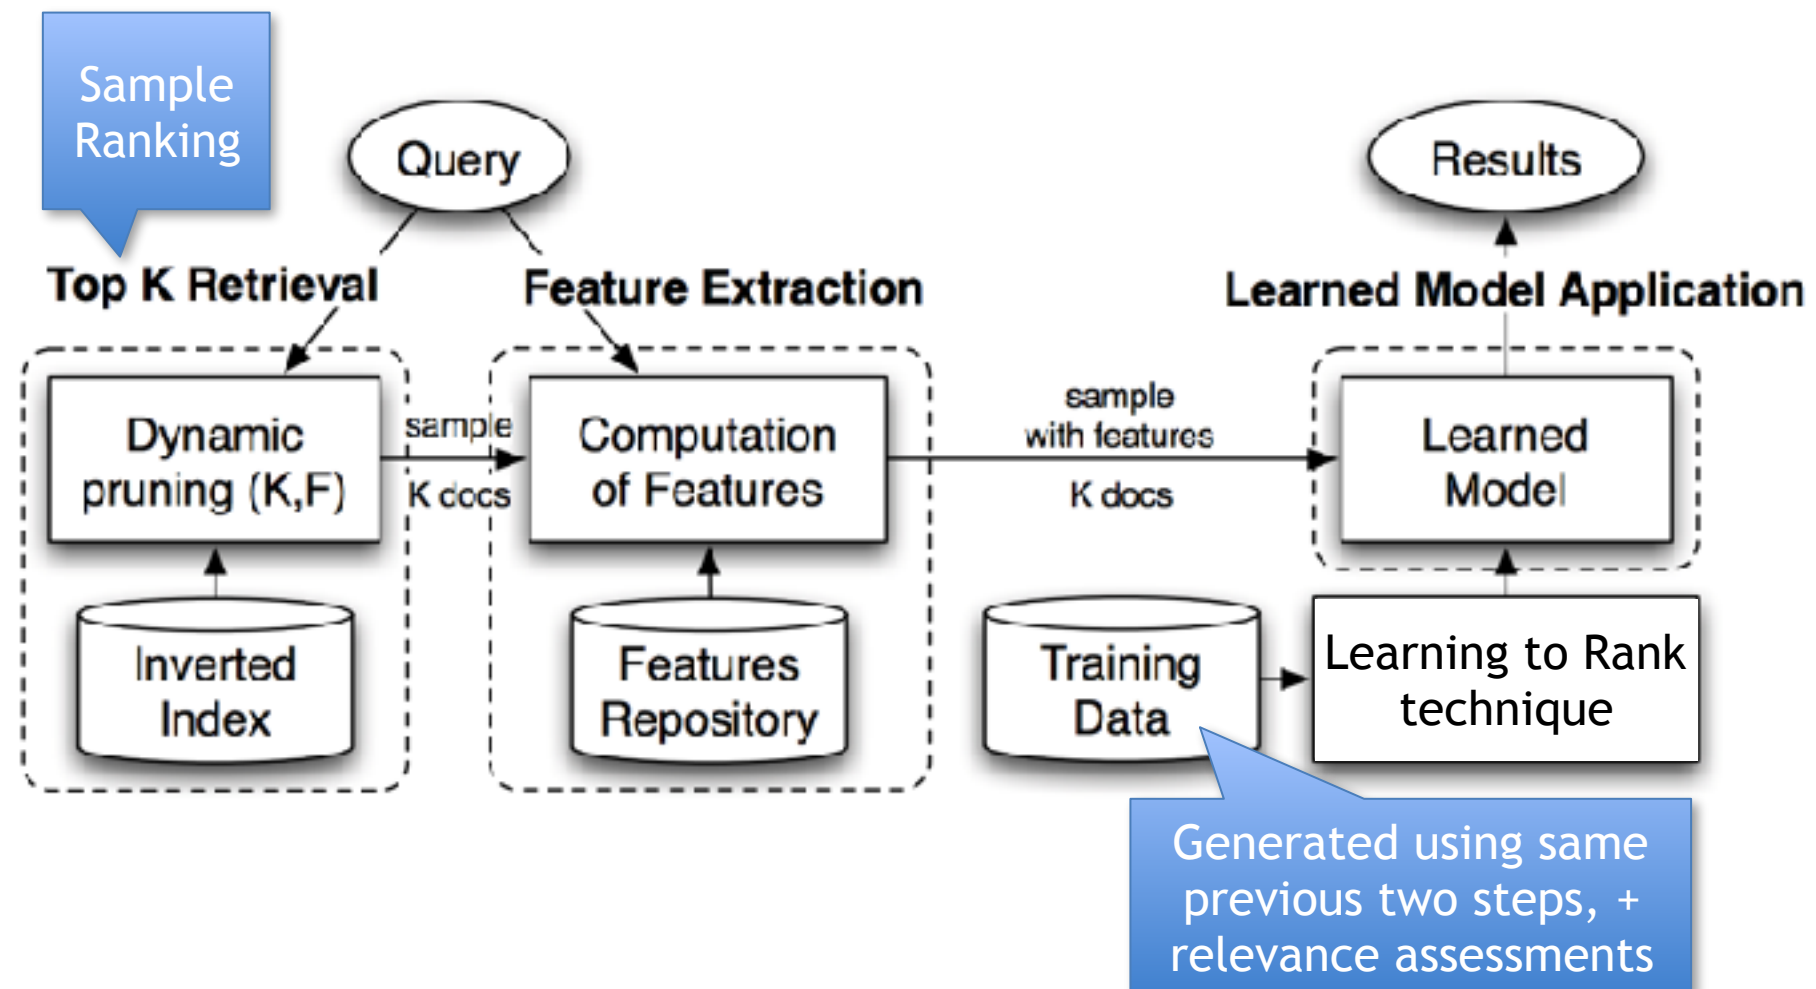 Sample
Ranking
Query
Results
Top K Retrieval
Feature Extraction
Learned Model Application
Dynamic
pruning (K,F)
sample
K docs
Computation
of Features
sample
with features
K docs
Learned
Model
Inverted
Index
Features
Repository
Training
Data
Learning to Rank
technique
Generated using same
previous two steps, +
relevance assessments